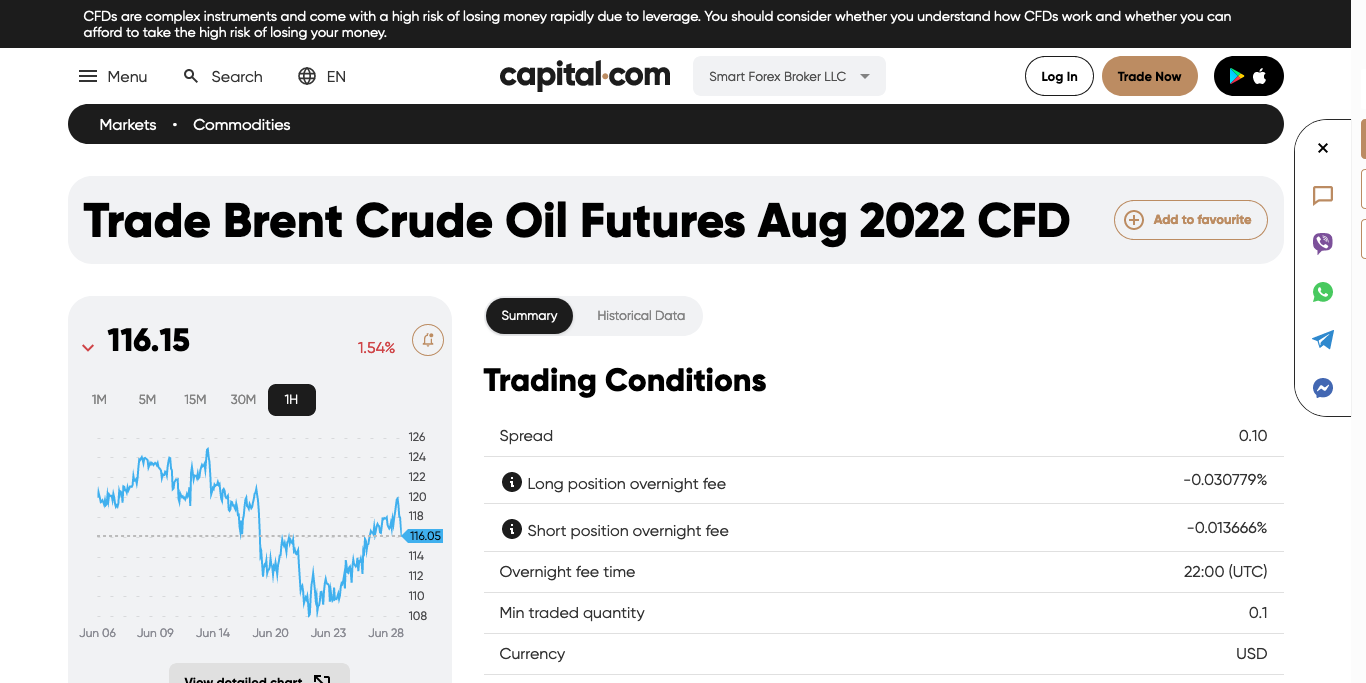 CFDs are complex instruments and come with a high risk of losing money rapidly due to leverage. You should consider whether you understand how CFDs work and whether you can
afford to take the high risk of losing your money.
Menu Search EN capital.com Smart Forex Broker LLC Log In Trade Now
Markets • Commodities
Trade Brent Crude Oil Futures Aug 2022 CFD Add to favourite
116.15 1.54%
1M 5M 15M 30M 1H
126
124
122
120
118
116.05
114
112
110
108
Jun 06 Jun 09 Jun 14 Jun 20 Jun 23 Jun 28
View detailed chart
Summary Historical Data
Trading Conditions
Spread 0.10
Long position overnight fee -0.030779%
Short position overnight fee -0.013666%
Overnight fee time 22:00 (UTC)
Min traded quantity 0.1
Currency USD